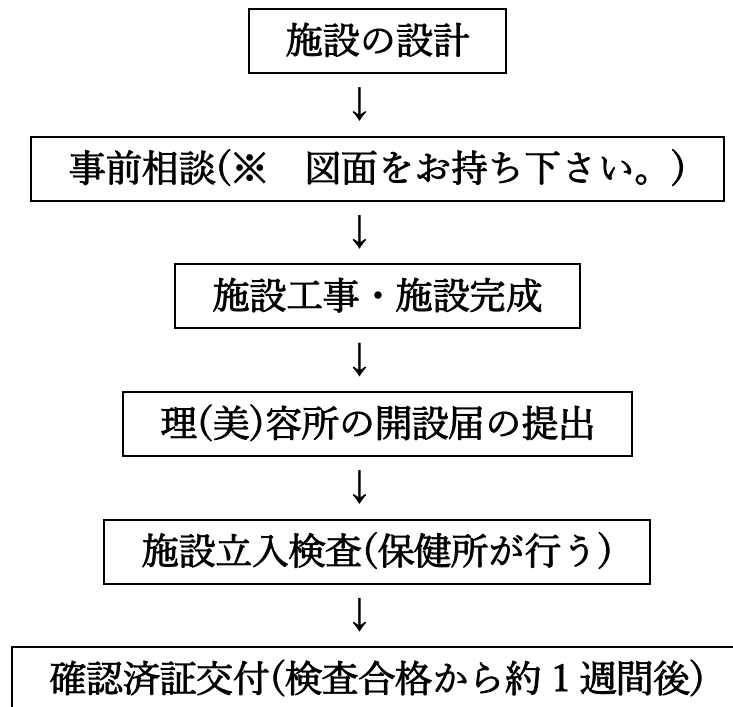 施設の設計
↓
事前相談(※　図面をお持ち下さい。)
↓
施設工事・施設完成
↓
理(美)容所の開設届の提出
↓
施設立入検査(保健所が行う)
↓
確認済証交付(検査合格から約１週間後)